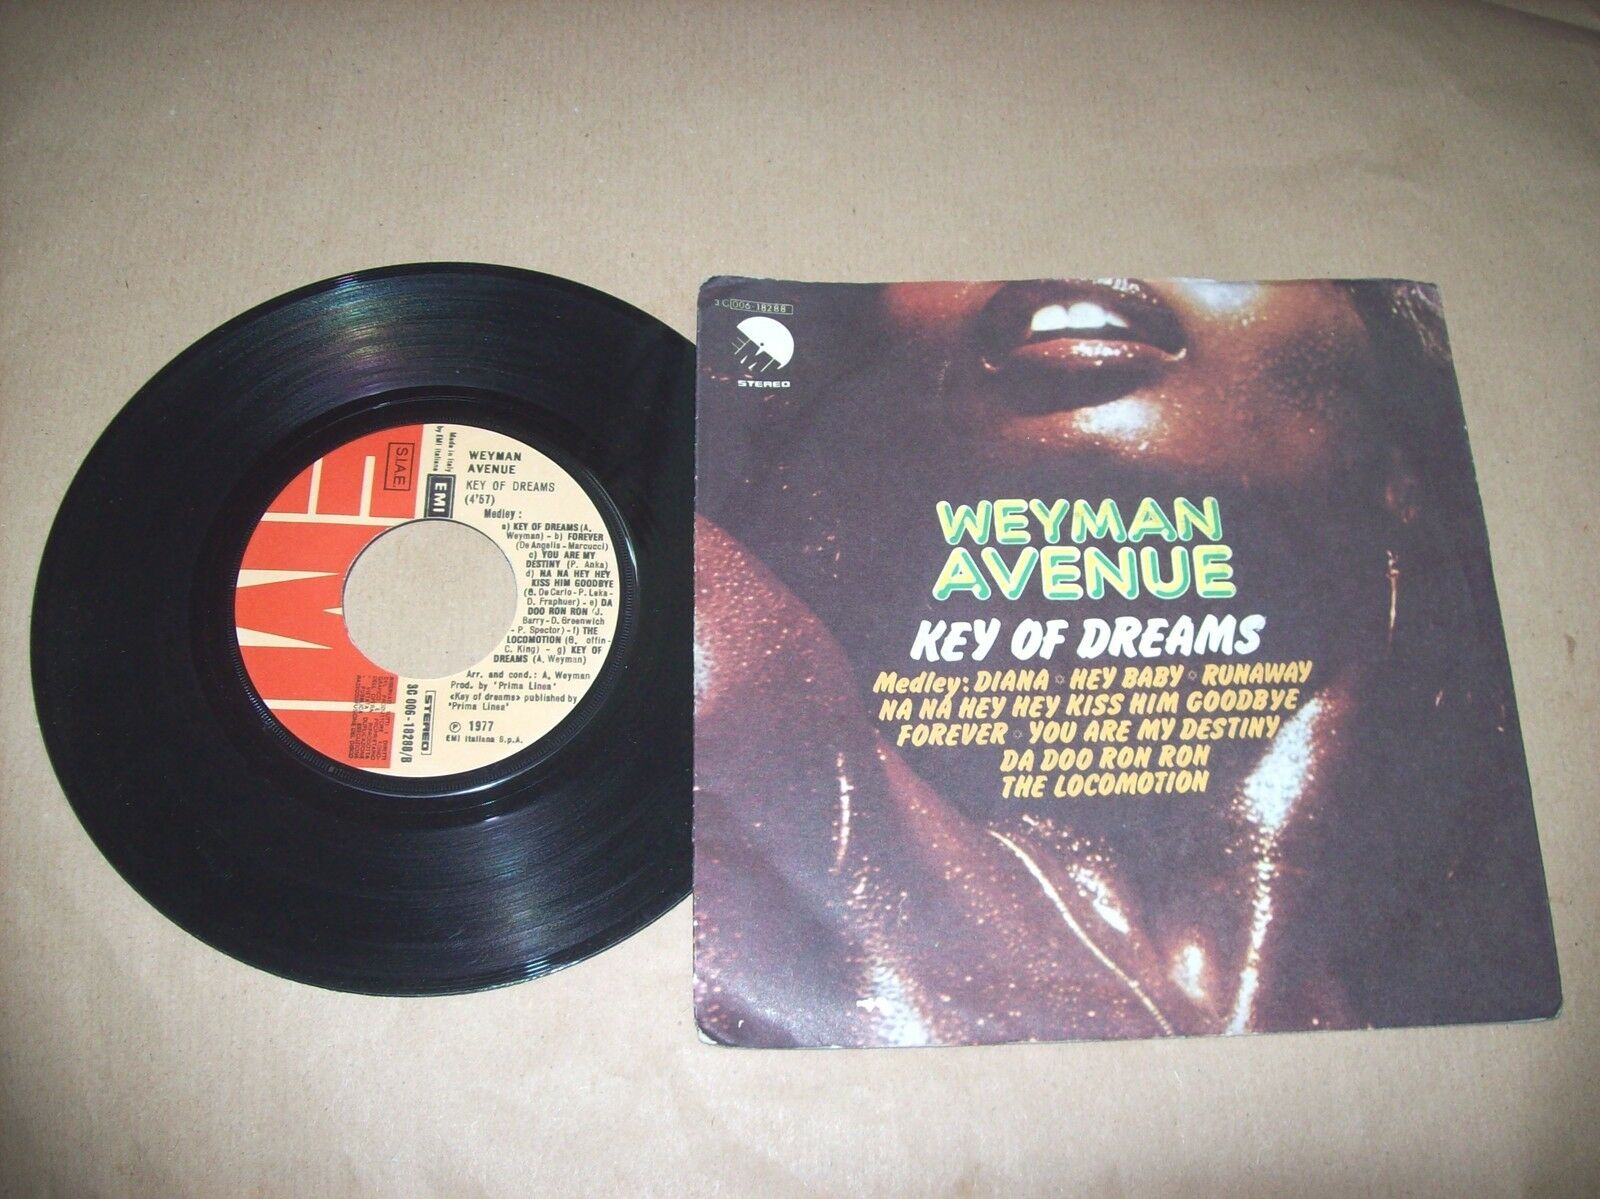 S.I.A.E.
Made in Italy
by EMI Italiana
EMI
WEYMAN
AVENUE
KEY OF DREAMS
(4'57)
Medley :
a) KEY OF DREAMS (A.
Weyman) - b) FOREVER
(De Angelis - Marcucci)
c) YOU ARE MY
DESTINY (P. Anka)
d) NA NA HEY HEY
KISS HIM GOODBYE
De Carlo - P. Leka -
D. Fraphuer) - e) DA
DOO RON RON (J.
Barry - D. Greenwich
- P. Spector) - f) THE
LOCOMOTION offin -
C. King) - g) KEY OF
DREAMS (A. Weyman)
Arr. and cond.: A. Weyman
Prod. by "Prima Linea"
<Key of dreams> published by
"Prima Linea"
℗ 1977
EMI Italiana S.p.A.
STEREO
3C 006-18288/B
3C 006-18288
EMI
STEREO
WEYMAN
AVENUE
KEY OF DREAMS
Medley: DIANA ✩ HEY BABY ✩ RUNAWAY
NA NA HEY HEY KISS HIM GOODBYE
FOREVER ✩ YOU ARE MY DESTINY
DA DOO RON RON
THE LOCOMOTION